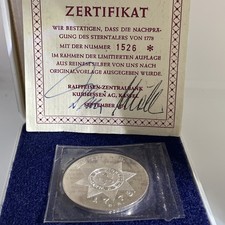 ZERTIFIKAT
WIR BESTÄTIGEN, DASS DIE NACHPRÄ-
GUNG DES STERNTALERS VON 1778
MIT DER NUMMER 1526 *
IM RAHMEN DER LIMITIERTEN AUFLAGE
AUS REINEM SILBER VON UNS NACH
ORIGINALVORLAGE AUSGEGEBEN WURDE.
RAIFFEISEN-ZENTRALBANK
KURHESSEN AG, KASSEL
SEPTEMBER